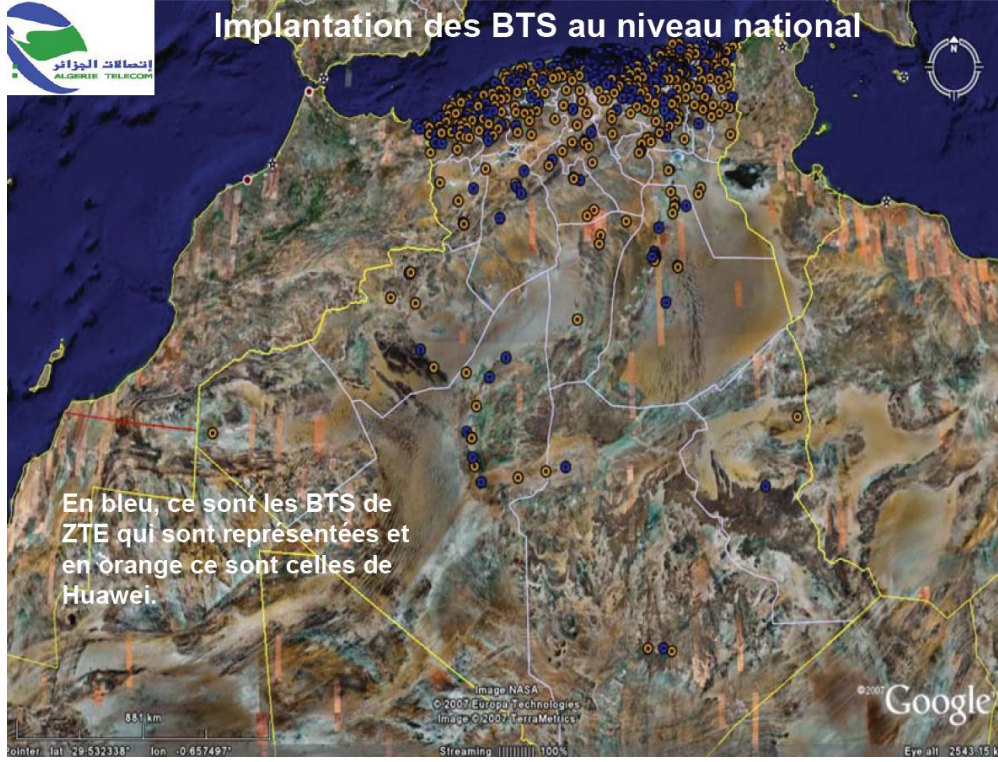 Implantation des BTS au niveau national
إتصالات الجزائر
ALGERIE TELECOM
N
En bleu, ce sont les BTS de
ZTE qui sont représentées et
en orange ce sont celles de
Huawei.
Image NASA
© 2007 Europa Technologies
Image © 2007 TerraMetrics
©2007 Google
881 km
Pointer lat 29.532338° lon -0.657497° Streaming |||||||||| 100% Eye alt 2543.15 k